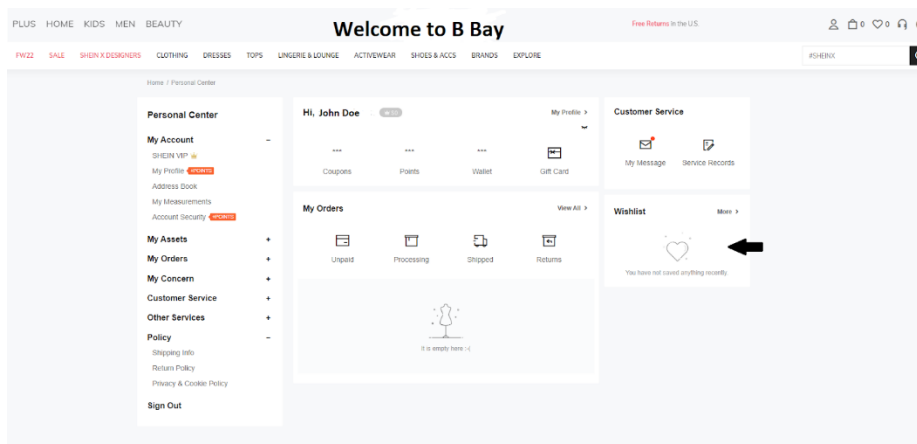 PLUS HOME KIDS MEN BEAUTY
Welcome to B Bay
Free Returns In the U.S.
0
0
FW22 SALE SHEIN X DESIGNERS CLOTHING DRESSES TOPS LINGERIE & LOUNGE ACTIVEWEAR SHOES & ACCS BRANDS EXPLORE
#SHEINX
Home / Personal Center
Personal Center
My Account -
SHEIN VIP
My Profile +POINTS
Address Book
My Measurements
Account Security +POINTS
My Assets +
My Orders +
My Concern +
Customer Service +
Other Services +
Policy -
Shipping Info
Return Policy
Privacy & Cookie Policy
Sign Out
Hi, John Doe
My Profile >
Coupons Points Wallet Gift Card
My Orders View All >
Unpaid Processing Shipped Returns
It is empty here :-(
Customer Service
My Message Service Records
Wishlist More >
You have not saved anything recently.